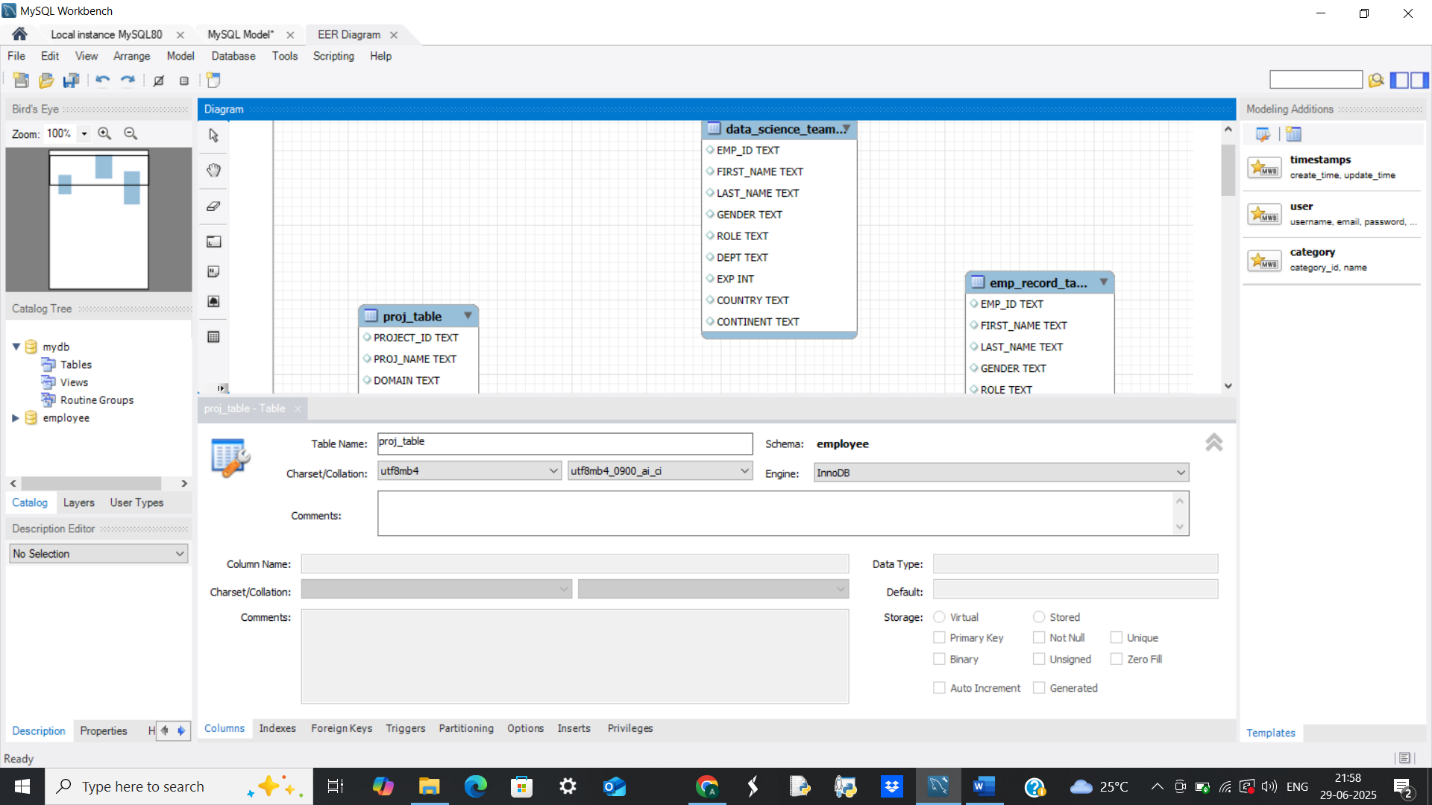 MySQL Workbench
Local instance MySQL80
MySQL Model*
EER Diagram
File Edit View Arrange Model Database Tools Scripting Help
Bird's Eye
Zoom: 100%
Catalog Tree
mydb
Tables
Views
Routine Groups
employee
Catalog Layers User Types
Description Editor
No Selection
Description Properties H
Diagram
data_science_team...
EMP_ID TEXT
FIRST_NAME TEXT
LAST_NAME TEXT
GENDER TEXT
ROLE TEXT
DEPT TEXT
EXP INT
COUNTRY TEXT
CONTINENT TEXT
proj_table
PROJECT_ID TEXT
PROJ_NAME TEXT
DOMAIN TEXT
emp_record_ta...
EMP_ID TEXT
FIRST_NAME TEXT
LAST_NAME TEXT
GENDER TEXT
ROLE TEXT
proj_table - Table
Table Name: proj_table
Schema: employee
Charset/Collation: utf8mb4 utf8mb4_0900_ai_ci
Engine: InnoDB
Comments:
Column Name:
Data Type:
Charset/Collation:
Default:
Comments:
Storage: Virtual Stored
Primary Key Not Null Unique
Binary Unsigned Zero Fill
Auto Increment Generated
Columns Indexes Foreign Keys Triggers Partitioning Options Inserts Privileges
Modeling Additions
MWB
timestamps
create_time, update_time
MWB
user
username, email, password, ...
MWB
category
category_id, name
Templates
Ready
Type here to search
A
W
25°C
ENG
21:58
29-06-2025
2